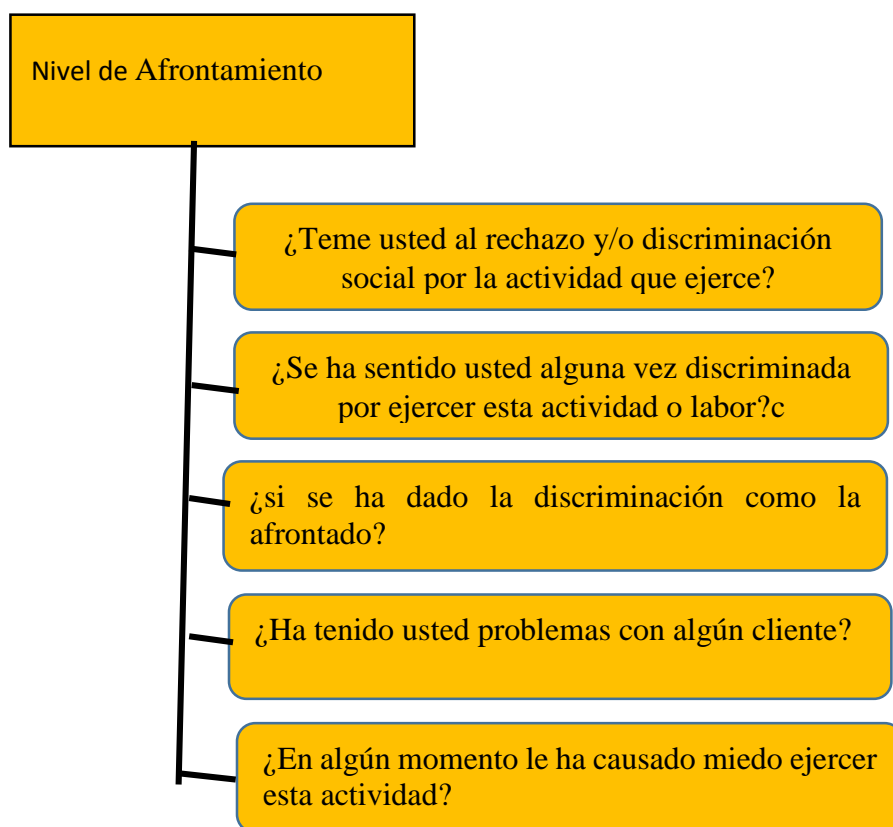 Nivel de Afrontamiento
¿Teme usted al rechazo y/o discriminación
social por la actividad que ejerce?
¿Se ha sentido usted alguna vez discriminada
por ejercer esta actividad o labor?c
¿si se ha dado la discriminación como la
afrontado?
¿Ha tenido usted problemas con algún cliente?
¿En algún momento le ha causado miedo ejercer
esta actividad?